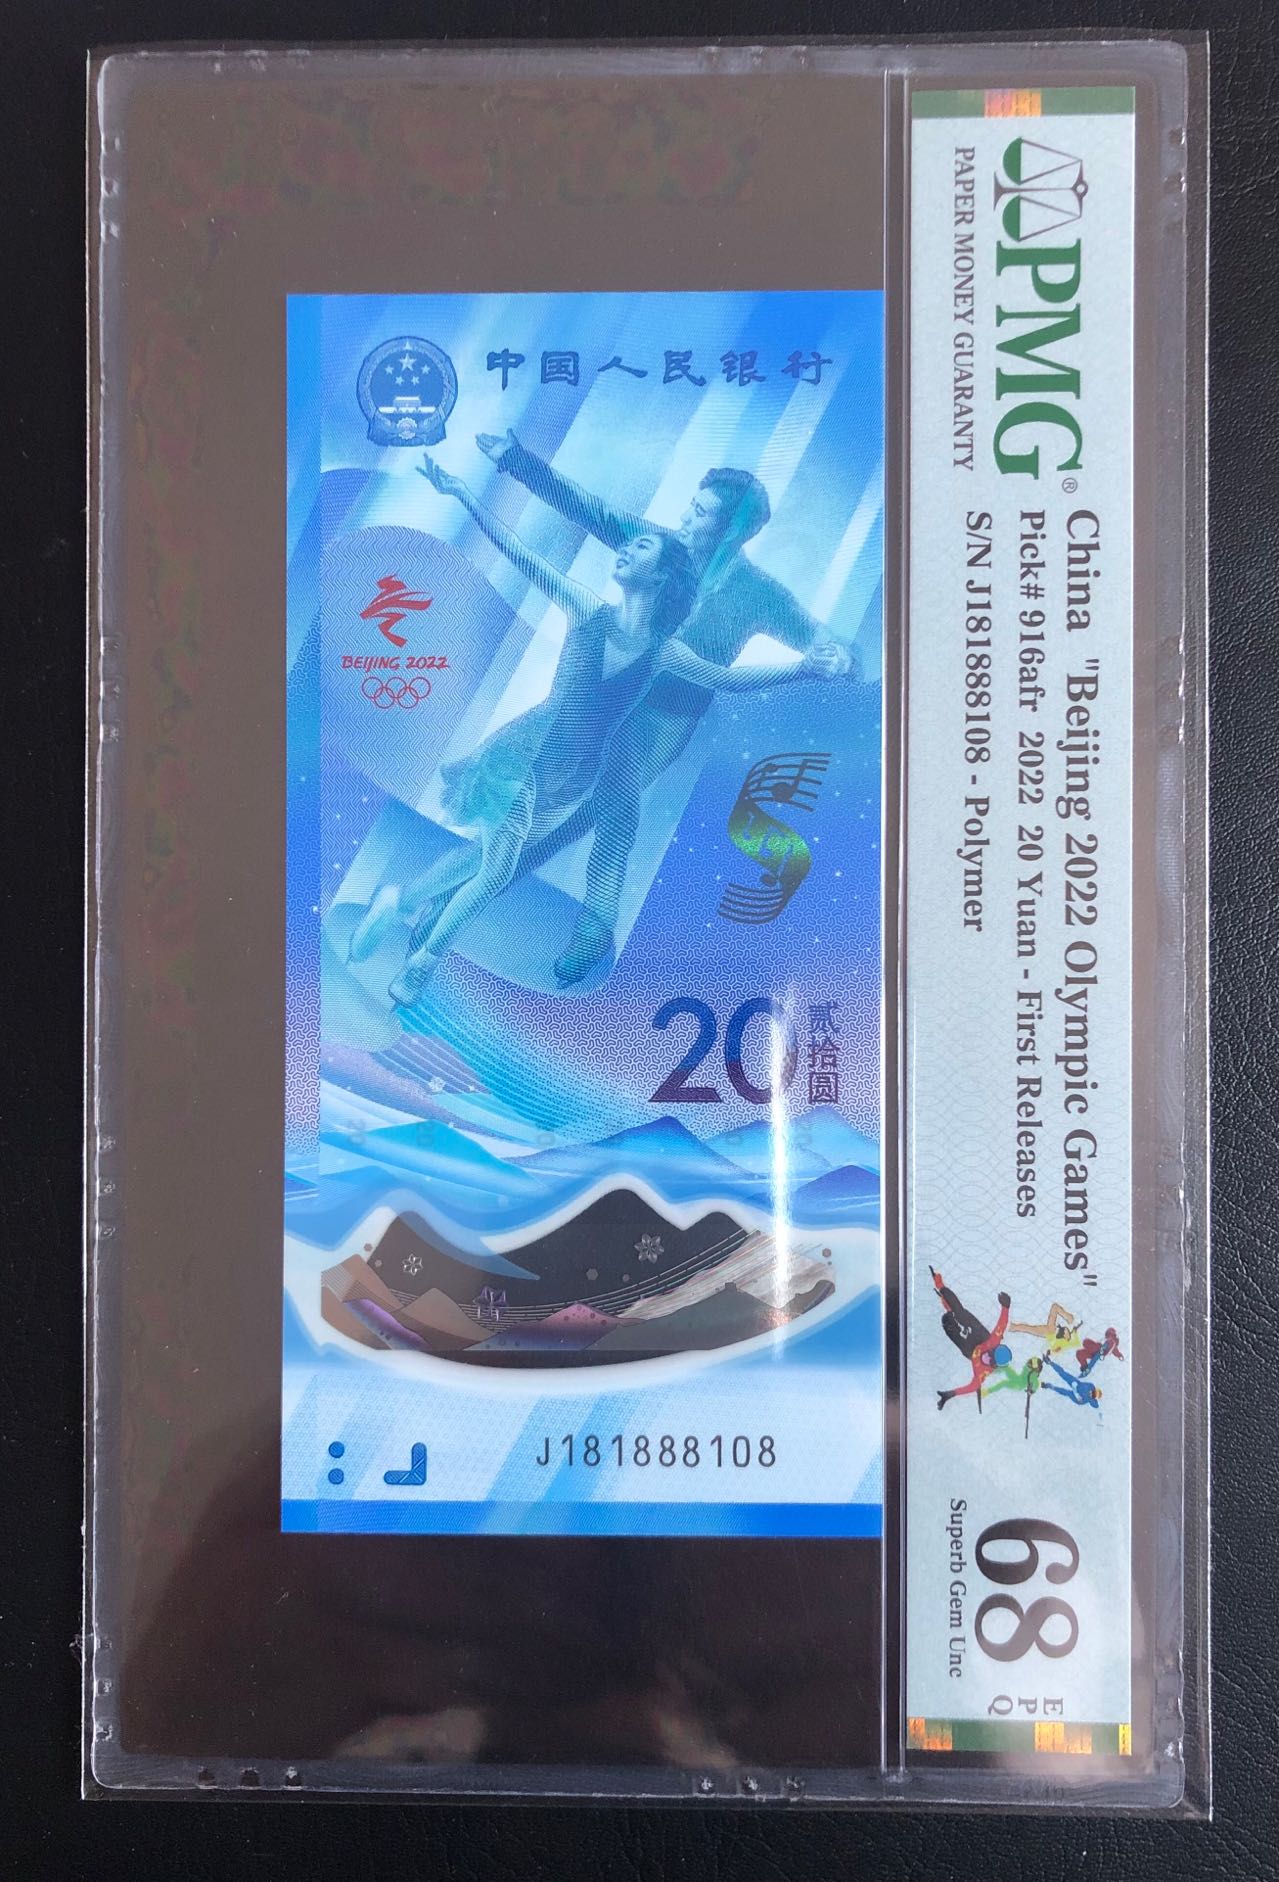 PMG®
PAPER MONEY GUARANTY
China "Beijing 2022 Olympic Games"
Pick# 916afr 2022 20 Yuan - First Releases
S/N J181888108 - Polymer
68
EPQ
Superb Gem Unc
中国人民银行
BEIJING 2022
20
贰拾圆
J181888108